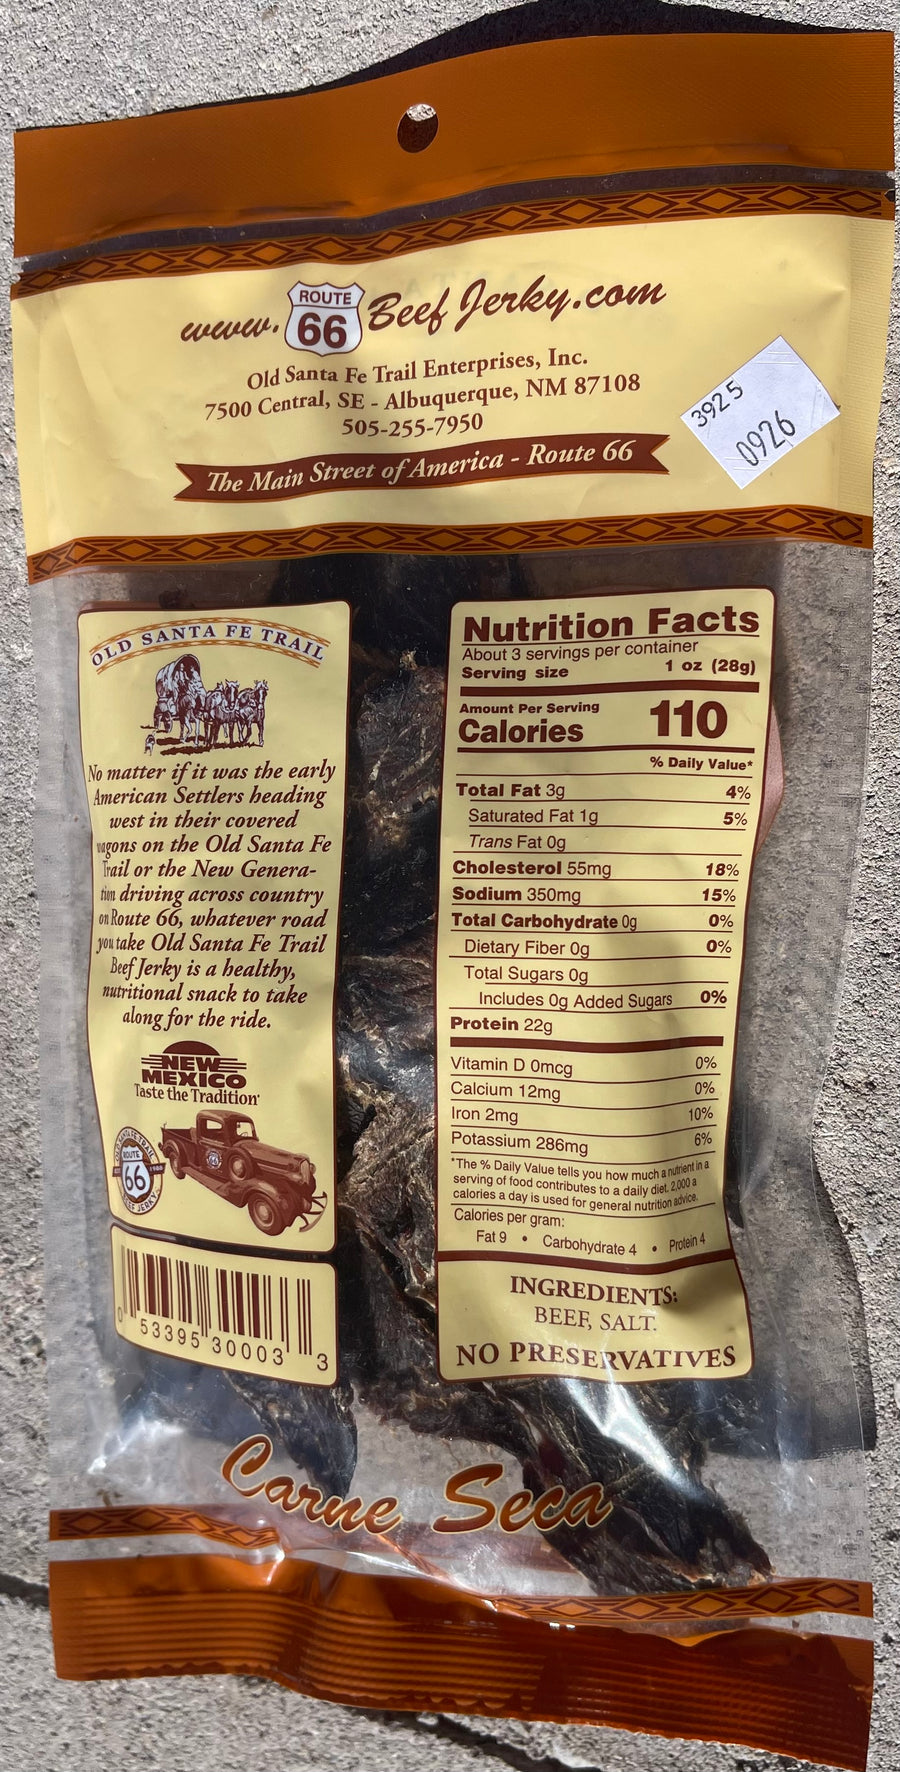 www. ROUTE 66 Beef Jerky.com
Old Santa Fe Trail Enterprises, Inc.
7500 Central, SE - Albuquerque, NM 87108
505-255-7950
The Main Street of America - Route 66
3925
0926
OLD SANTA FE TRAIL
No matter if it was the early
American Settlers heading
west in their covered
wagons on the Old Santa Fe
Trail or the New Genera-
tion driving across country
on Route 66, whatever road
you take Old Santa Fe Trail
Beef Jerky is a healthy,
nutritional snack to take
along for the ride.
NEW
MEXICO
Taste the Tradition
OLD SANTA FE TRAIL
ROUTE
66
1988
BEEF JERKY
66
0 53395 30003 3
Nutrition Facts
About 3 servings per container
Serving size 1 oz (28g)
Amount Per Serving
Calories 110
% Daily Value*
Total Fat 3g 4%
Saturated Fat 1g 5%
Trans Fat 0g
Cholesterol 55mg 18%
Sodium 350mg 15%
Total Carbohydrate 0g 0%
Dietary Fiber 0g 0%
Total Sugars 0g
Includes 0g Added Sugars 0%
Protein 22g
Vitamin D 0mcg 0%
Calcium 12mg 0%
Iron 2mg 10%
Potassium 286mg 6%
*The % Daily Value tells you how much a nutrient in a
serving of food contributes to a daily diet. 2,000 a
calories a day is used for general nutrition advice.
Calories per gram:
Fat 9 • Carbohydrate 4 • Protein 4
INGREDIENTS:
BEEF, SALT.
NO PRESERVATIVES
Carne Seca